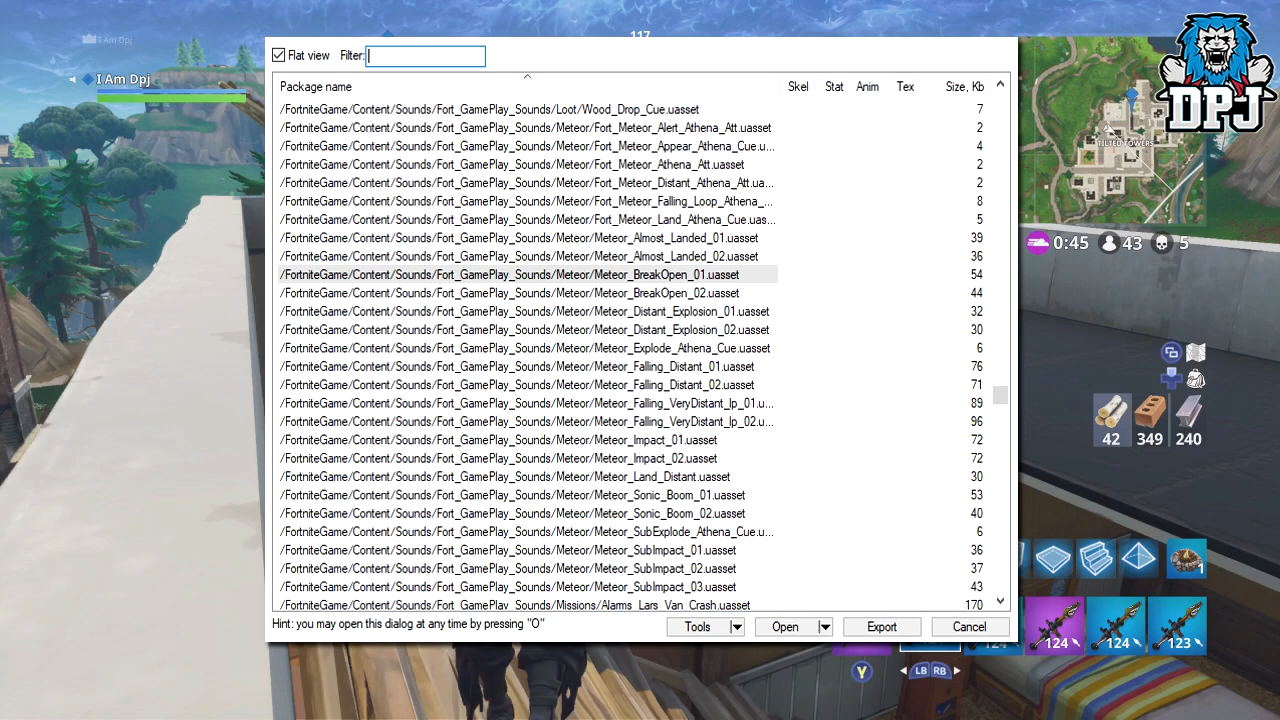 I Am Dpj
117
I Am Dpj
Flat view Filter:
Package name Skel Stat Anim Tex Size, Kb
/FortniteGame/Content/Sounds/Fort_GamePlay_Sounds/Loot/Wood_Drop_Cue.uasset 7
/FortniteGame/Content/Sounds/Fort_GamePlay_Sounds/Meteor/Fort_Meteor_Alert_Athena_Att.uasset 2
/FortniteGame/Content/Sounds/Fort_GamePlay_Sounds/Meteor/Fort_Meteor_Appear_Athena_Cue.u... 4
/FortniteGame/Content/Sounds/Fort_GamePlay_Sounds/Meteor/Fort_Meteor_Athena_Att.uasset 2
/FortniteGame/Content/Sounds/Fort_GamePlay_Sounds/Meteor/Fort_Meteor_Distant_Athena_Att.ua... 2
/FortniteGame/Content/Sounds/Fort_GamePlay_Sounds/Meteor/Fort_Meteor_Falling_Loop_Athena_... 8
/FortniteGame/Content/Sounds/Fort_GamePlay_Sounds/Meteor/Fort_Meteor_Land_Athena_Cue.uas... 5
/FortniteGame/Content/Sounds/Fort_GamePlay_Sounds/Meteor/Meteor_Almost_Landed_01.uasset 39
/FortniteGame/Content/Sounds/Fort_GamePlay_Sounds/Meteor/Meteor_Almost_Landed_02.uasset 36
/FortniteGame/Content/Sounds/Fort_GamePlay_Sounds/Meteor/Meteor_BreakOpen_01.uasset 54
/FortniteGame/Content/Sounds/Fort_GamePlay_Sounds/Meteor/Meteor_BreakOpen_02.uasset 44
/FortniteGame/Content/Sounds/Fort_GamePlay_Sounds/Meteor/Meteor_Distant_Explosion_01.uasset 32
/FortniteGame/Content/Sounds/Fort_GamePlay_Sounds/Meteor/Meteor_Distant_Explosion_02.uasset 30
/FortniteGame/Content/Sounds/Fort_GamePlay_Sounds/Meteor/Meteor_Explode_Athena_Cue.uasset 6
/FortniteGame/Content/Sounds/Fort_GamePlay_Sounds/Meteor/Meteor_Falling_Distant_01.uasset 76
/FortniteGame/Content/Sounds/Fort_GamePlay_Sounds/Meteor/Meteor_Falling_Distant_02.uasset 71
/FortniteGame/Content/Sounds/Fort_GamePlay_Sounds/Meteor/Meteor_Falling_VeryDistant_lp_01.u... 89
/FortniteGame/Content/Sounds/Fort_GamePlay_Sounds/Meteor/Meteor_Falling_VeryDistant_lp_02.u... 96
/FortniteGame/Content/Sounds/Fort_GamePlay_Sounds/Meteor/Meteor_Impact_01.uasset 72
/FortniteGame/Content/Sounds/Fort_GamePlay_Sounds/Meteor/Meteor_Impact_02.uasset 72
/FortniteGame/Content/Sounds/Fort_GamePlay_Sounds/Meteor/Meteor_Land_Distant.uasset 30
/FortniteGame/Content/Sounds/Fort_GamePlay_Sounds/Meteor/Meteor_Sonic_Boom_01.uasset 53
/FortniteGame/Content/Sounds/Fort_GamePlay_Sounds/Meteor/Meteor_Sonic_Boom_02.uasset 40
/FortniteGame/Content/Sounds/Fort_GamePlay_Sounds/Meteor/Meteor_SubExplode_Athena_Cue.u... 6
/FortniteGame/Content/Sounds/Fort_GamePlay_Sounds/Meteor/Meteor_SubImpact_01.uasset 36
/FortniteGame/Content/Sounds/Fort_GamePlay_Sounds/Meteor/Meteor_SubImpact_02.uasset 37
/FortniteGame/Content/Sounds/Fort_GamePlay_Sounds/Meteor/Meteor_SubImpact_03.uasset 43
/FortniteGame/Content/Sounds/Fort_GamePlay_Sounds/Missions/Alarms_Lars_Van_Crash.uasset 170
Hint: you may open this dialog at any time by pressing "O"
Tools Open Export Cancel
DPJ
TILTED TOWERS
0:45 43 5
42 349 240
1
124 124 124 123
Y LB RB